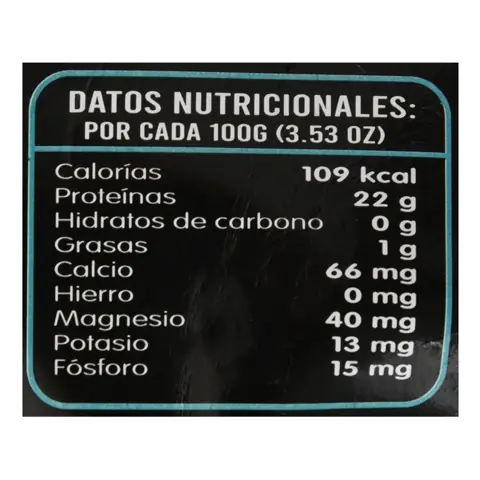 DATOS NUTRICIONALES:
POR CADA 100G (3.53 OZ)
Calorías 109 kcal
Proteínas 22 g
Hidratos de carbono 0 g
Grasas 1 g
Calcio 66 mg
Hierro 0 mg
Magnesio 40 mg
Potasio 13 mg
Fósforo 15 mg